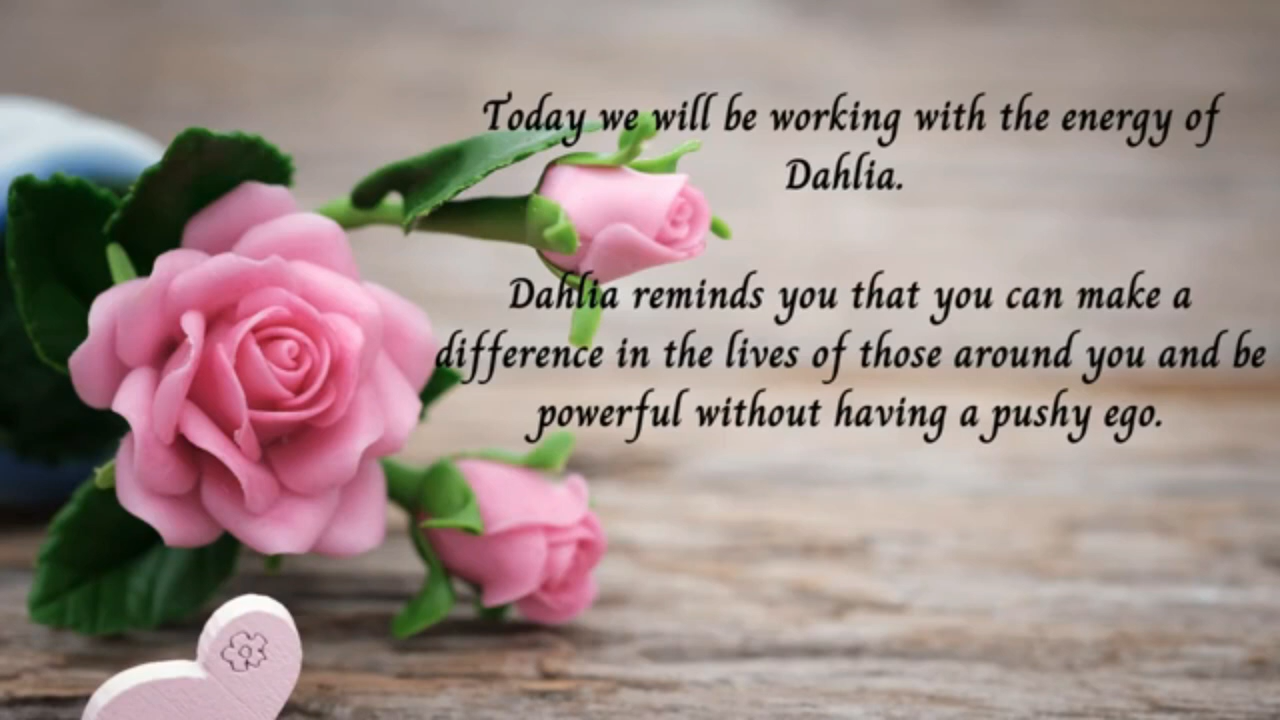 Today we will be working with the energy of
Dahlia.
Dahlia reminds you that you can make a
difference in the lives of those around you and be
powerful without having a pushy ego.